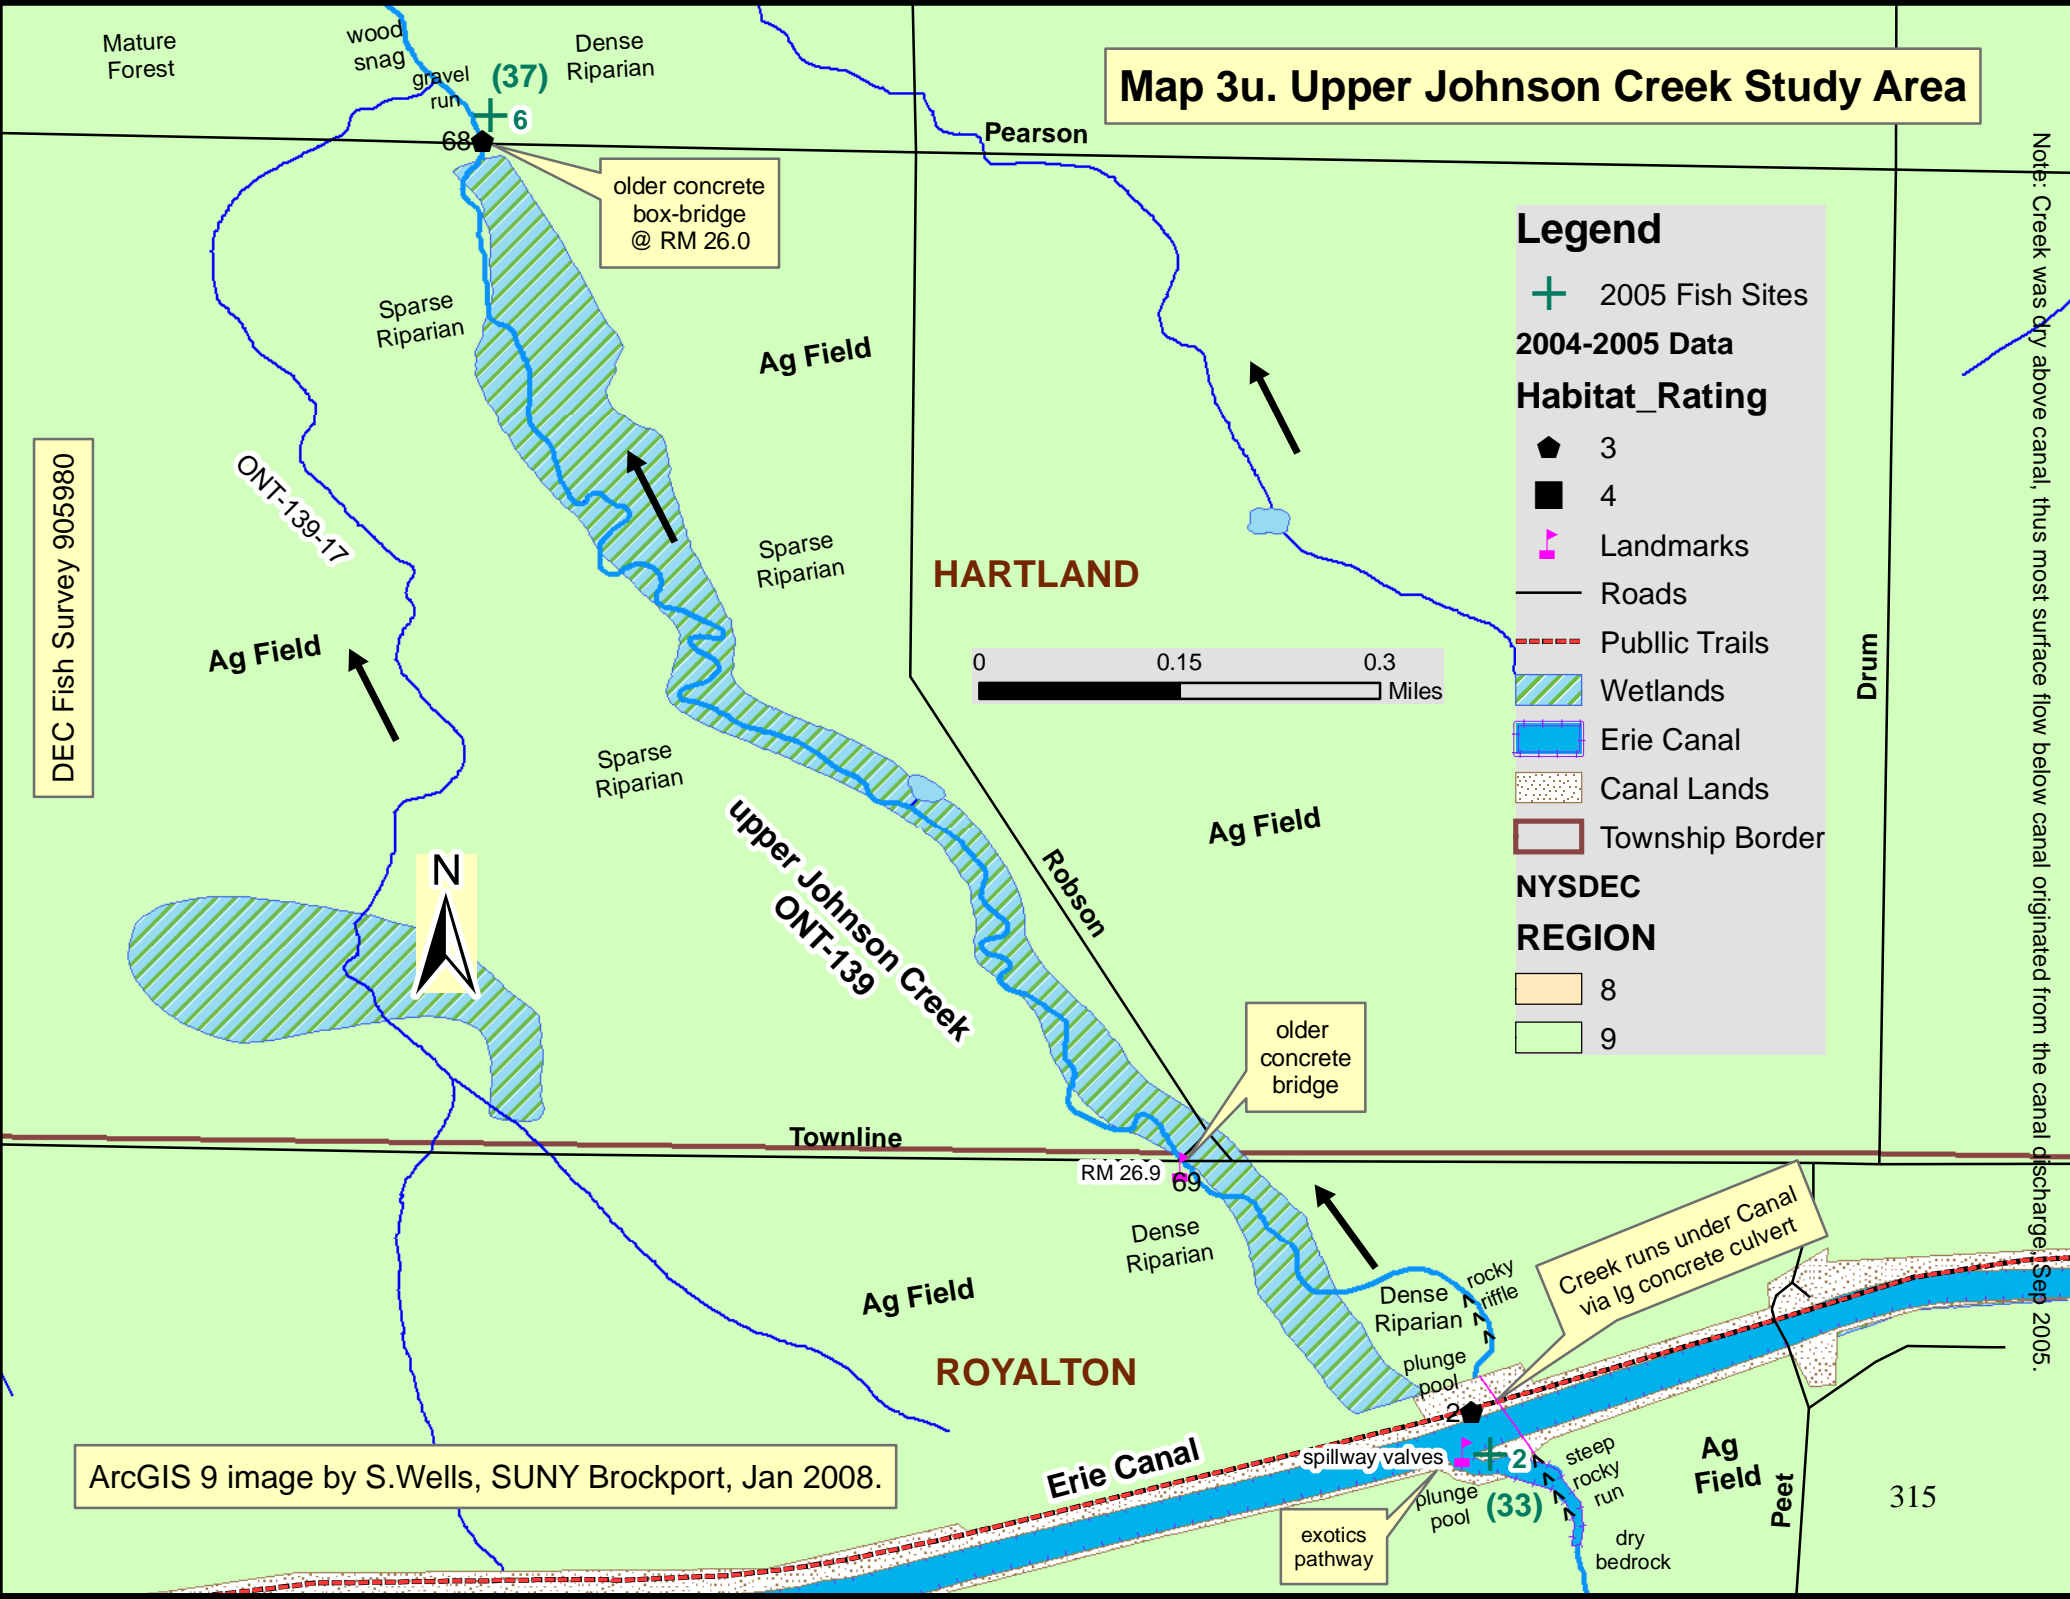 Mature
Forest
wood
snag
gravel
run
(37)
6
Dense
Riparian
Map 3u. Upper Johnson Creek Study Area
68
Pearson
older concrete
box-bridge
@ RM 26.0
Note: Creek was dry above canal, thus most surface flow below canal originated from the canal discharge, Sep 2005.
Legend
2005 Fish Sites
2004-2005 Data
Habitat_Rating
3
4
Landmarks
Roads
Publlic Trails
Wetlands
Erie Canal
Canal Lands
Township Border
NYSDEC
REGION
8
9
Sparse
Riparian
Ag Field
DEC Fish Survey 905980
ONT-139-17
Sparse
Riparian
HARTLAND
Ag Field
0 0.15 0.3
Miles
Drum
Sparse
Riparian
upper Johnson Creek
ONT-139
Ag Field
Robson
N
older
concrete
bridge
Townline
RM 26.9
69
Dense
Riparian
Creek runs under Canal
via lg concrete culvert
rocky
riffle
Dense
Riparian
Ag Field
ROYALTON
plunge
pool
2
spillway valves
2
(33)
plunge
pool
steep
rocky
run
dry
bedrock
Ag
Field
Peet
315
Erie Canal
exotics
pathway
ArcGIS 9 image by S.Wells, SUNY Brockport, Jan 2008.